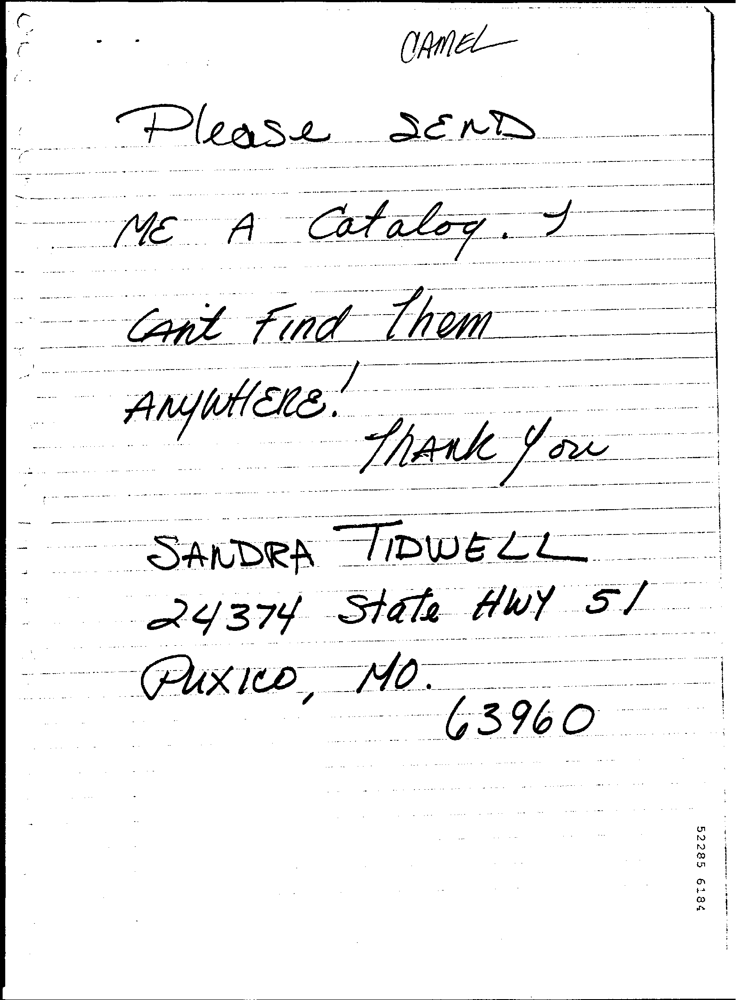 CAMEL
Please SEND
ME A Catalog. I
CAn't Find Them
ANYWHERE!
ThANk You
SANDRA TIDWELL
24374 State HWY 51
PUXICO, MO.
63960
52285 6184